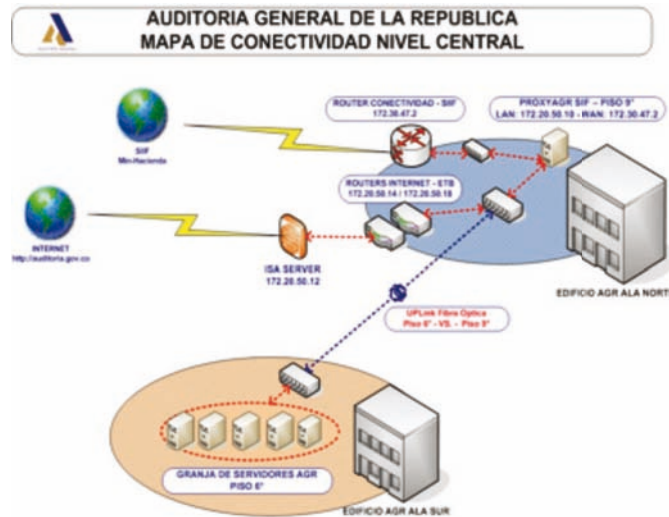 AUDITORIA GENERAL DE LA REPUBLICA
MAPA DE CONECTIVIDAD NIVEL CENTRAL
ROUTER CONECTIVIDAD - SIIF
172.30.47.2
PROXYAGR SIIF – PISO 9°
LAN: 172.20.50.10 - WAN: 172.30.47.2
SIIF
Min-Hacienda
ROUTERS INTERNET - ETB
172.20.50.14 / 172.20.50.15
INTERNET
http://auditoria.gov.co
ISA SERVER
172.20.50.12
EDIFICIO AGR ALA NORTE
UPLink Fibra Optica
Piso 6° - VS. - Piso 9°
GRANJA DE SERVIDORES AGR
PISO 6°
EDIFICIO AGR ALA SUR